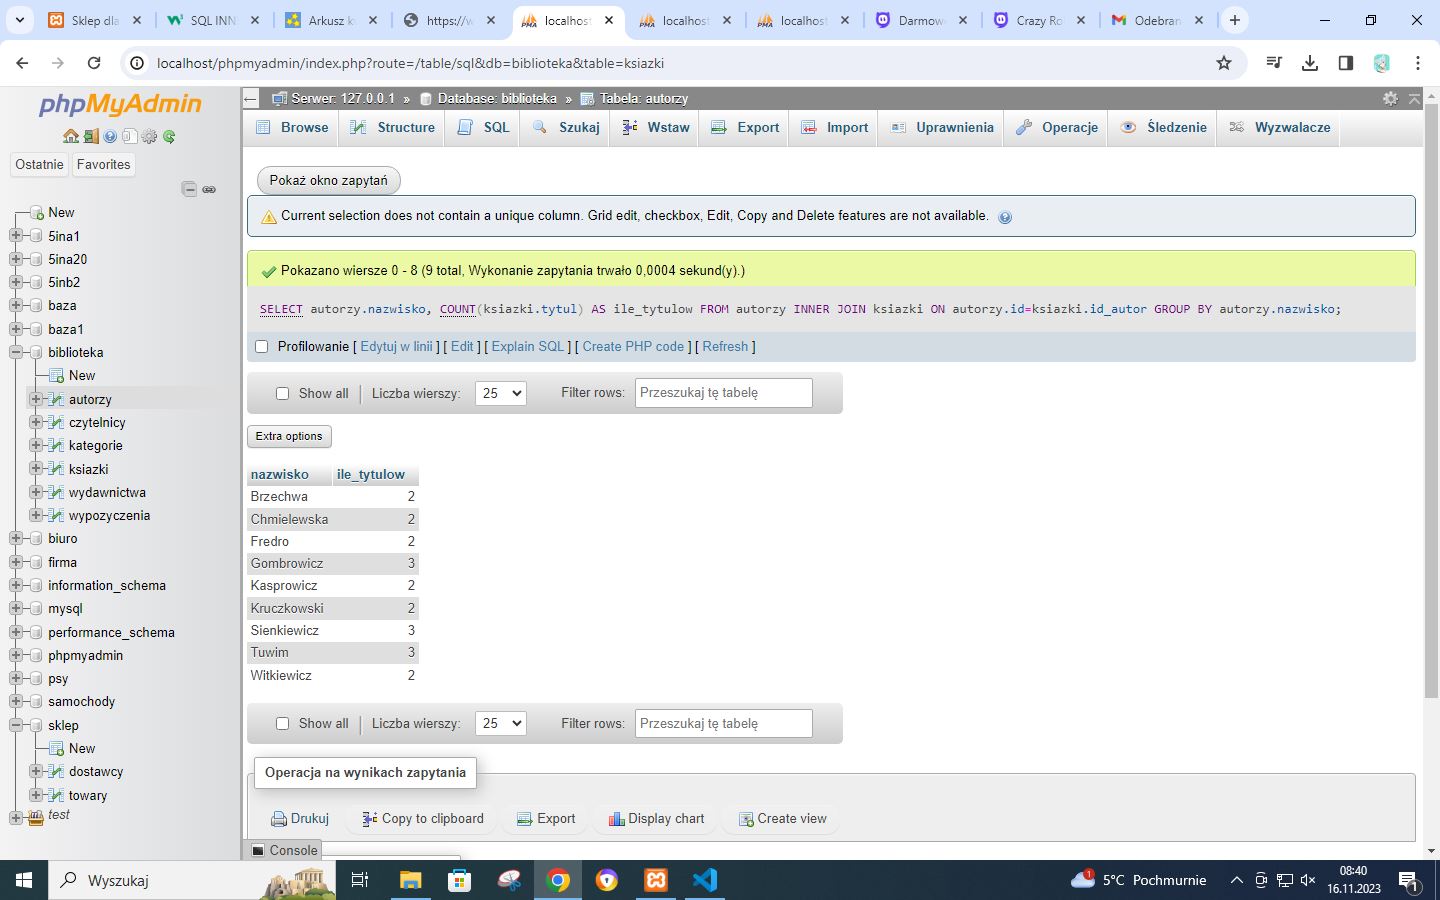 Sklep dla
SQL INN
Arkusz k
https://w
localhost
localhost
localhost
Darmow
Crazy Ro
Odebran
localhost/phpmyadmin/index.php?route=/table/sql&db=biblioteka&table=ksiazki
phpMyAdmin
Ostatnie Favorites
New
5ina1
5ina20
5inb2
baza
baza1
biblioteka
New
autorzy
czytelnicy
kategorie
ksiazki
wydawnictwa
wypozyczenia
biuro
firma
information_schema
mysql
performance_schema
phpmyadmin
psy
samochody
sklep
New
dostawcy
towary
test
Serwer: 127.0.0.1 » Database: biblioteka » Tabela: autorzy
Browse Structure SQL Szukaj Wstaw Export Import Uprawnienia Operacje Śledzenie Wyzwalacze
Pokaż okno zapytań
Current selection does not contain a unique column. Grid edit, checkbox, Edit, Copy and Delete features are not available.
Pokazano wiersze 0 - 8 (9 total, Wykonanie zapytania trwało 0,0004 sekund(y).)
SELECT autorzy.nazwisko, COUNT(ksiazki.tytul) AS ile_tytulow FROM autorzy INNER JOIN ksiazki ON autorzy.id=ksiazki.id_autor GROUP BY autorzy.nazwisko;
Profilowanie [ Edytuj w linii ] [ Edit ] [ Explain SQL ] [ Create PHP code ] [ Refresh ]
Show all | Liczba wierszy: 25 Filter rows: Przeszukaj tę tabelę
Extra options
nazwisko ile_tytulow
Brzechwa 2
Chmielewska 2
Fredro 2
Gombrowicz 3
Kasprowicz 2
Kruczkowski 2
Sienkiewicz 3
Tuwim 3
Witkiewicz 2
Show all | Liczba wierszy: 25 Filter rows: Przeszukaj tę tabelę
Operacja na wynikach zapytania
Drukuj Copy to clipboard Export Display chart Create view
Console
Wyszukaj
1
5°C Pochmurnie
08:40
16.11.2023
1